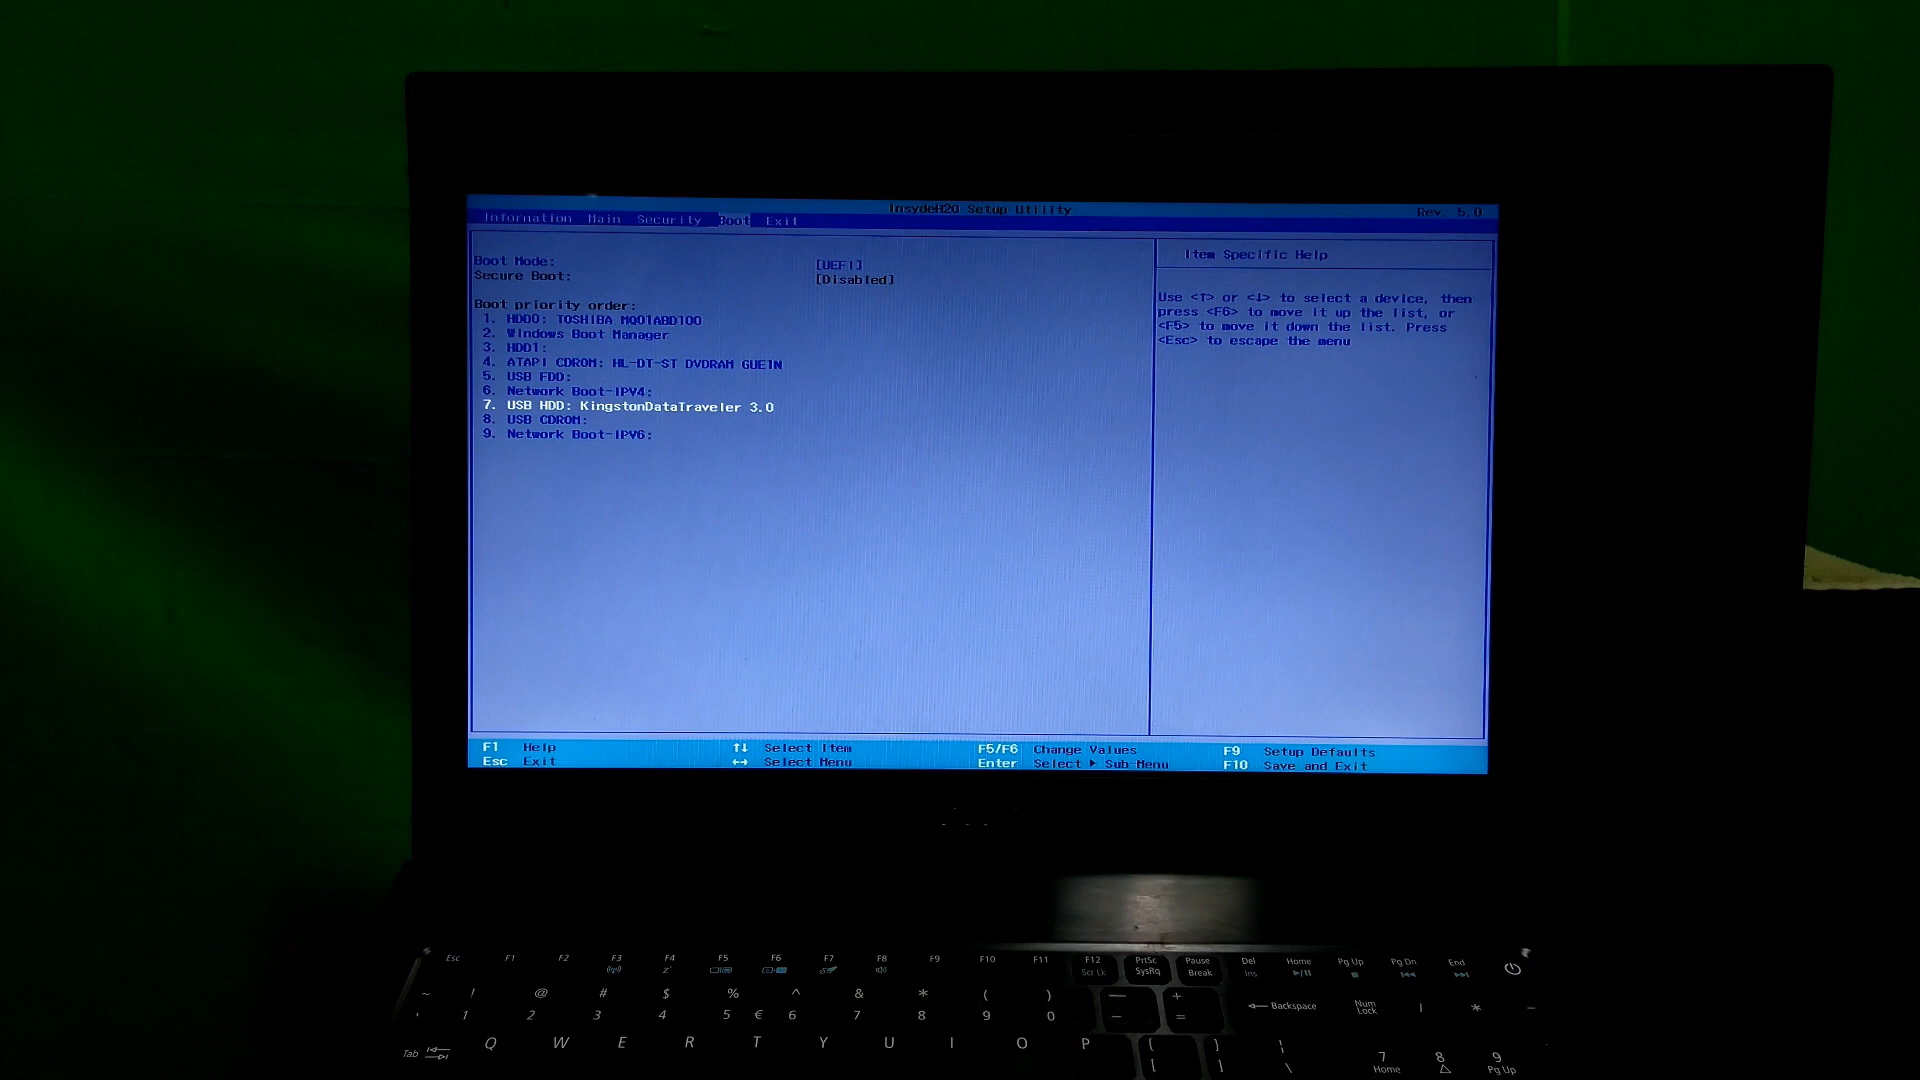 InsydeH20 Setup Utility Rev. 5.0
Information Main Security Boot Exit
Boot Mode: [UEFI]
Secure Boot: [Disabled]
Boot priority order:
1. HDD0: TOSHIBA MQ01ABD100
2. Windows Boot Manager
3. HDD1:
4. ATAPI CDROM: HL-DT-ST DVDRAM GUE1N
5. USB FDD:
6. Network Boot-IPV4:
7. USB HDD: KingstonDataTraveler 3.0
8. USB CDROM:
9. Network Boot-IPV6:
Item Specific Help
Use <↑> or <↓> to select a device, then
press <F6> to move it up the list, or
<F5> to move it down the list. Press
<Esc> to escape the menu
F1 Help ↑↓ Select Item F5/F6 Change Values F9 Setup Defaults
Esc Exit ↔ Select Menu Enter Select ▸ Sub-Menu F10 Save and Exit
Esc F1 F2 F3 F4 F5 F6 F7 F8 F9 F10 F11 F12 PrtSc Pause Del Home Pg Up Pg Dn End
Scr Lk SysRq Break Ins
~ ! @ # $ % ^ & * ( ) — +
' 1 2 3 4 5 € 6 7 8 9 0 - = Backspace Num Lock / * -
Tab Q W E R T Y U I O P { } ¦ 7 8 9
[ ] \ Home Pg Up